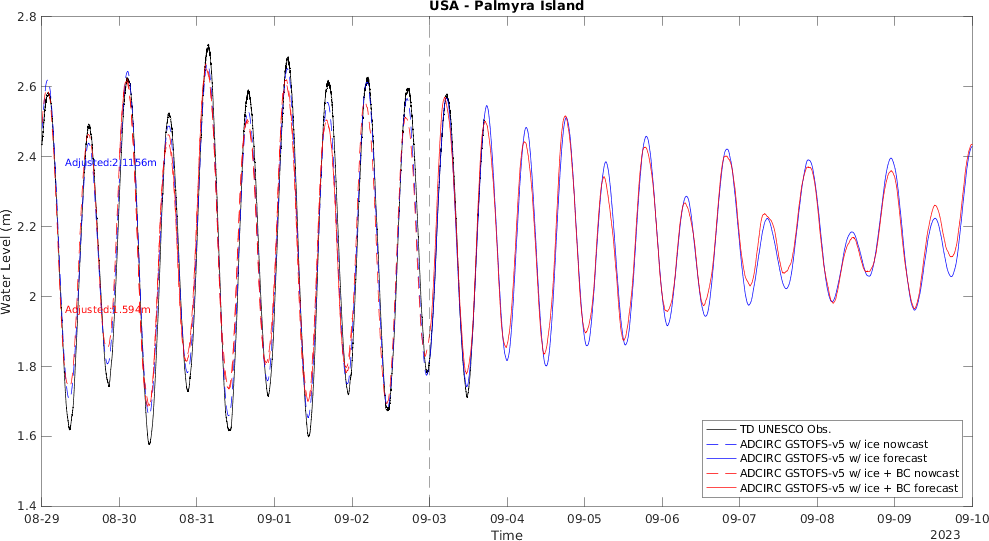 USA - Palmyra Island
2.8
2.6
2.4
2.2
2
1.8
1.6
1.4
Water Level (m)
Adjusted:2.1156m
Adjusted:1.594m
TD UNESCO Obs.
ADCIRC GSTOFS-v5 w/ ice nowcast
ADCIRC GSTOFS-v5 w/ ice forecast
ADCIRC GSTOFS-v5 w/ ice + BC nowcast
ADCIRC GSTOFS-v5 w/ ice + BC forecast
08-29 08-30 08-31 09-01 09-02 09-03 09-04 09-05 09-06 09-07 09-08 09-09 09-10
Time
2023